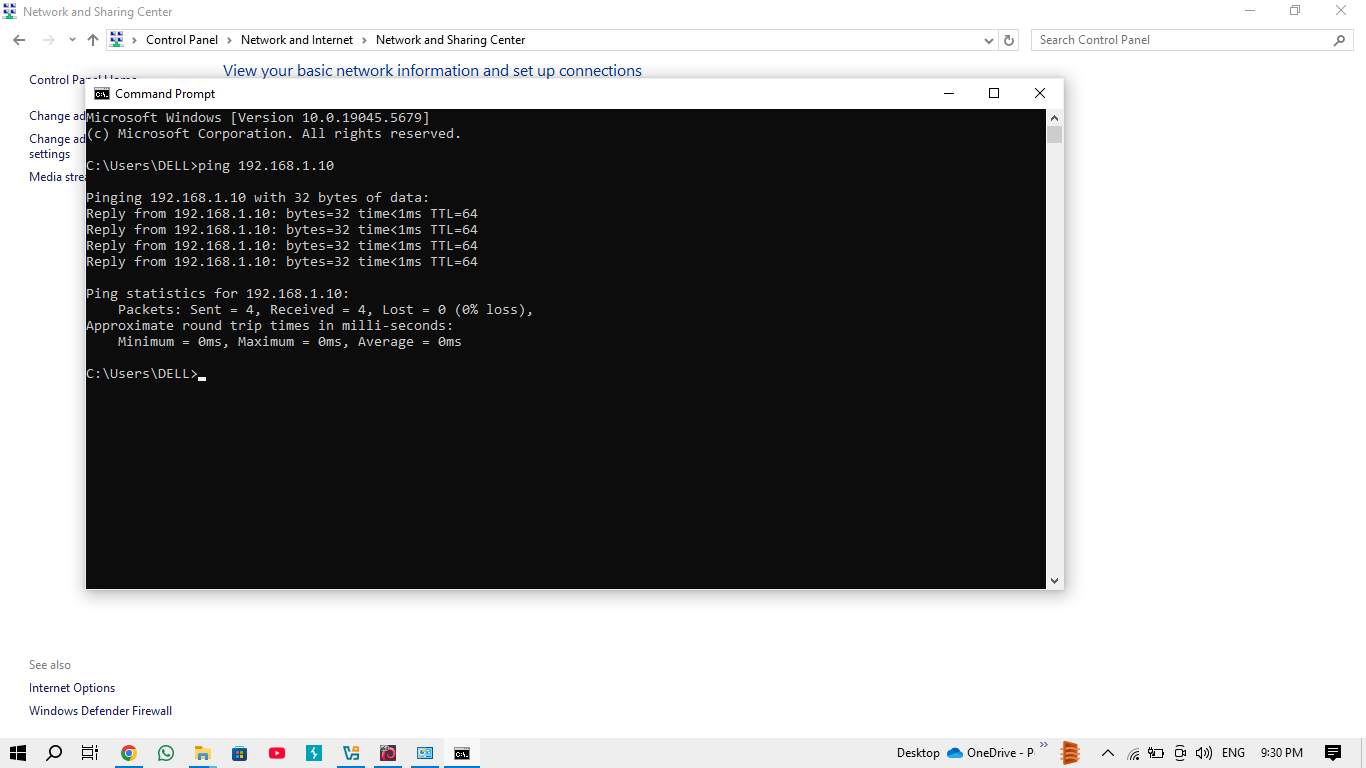 Network and Sharing Center
Control Panel > Network and Internet > Network and Sharing Center
Search Control Panel
Control Panel Home
View your basic network information and set up connections
Change ad
Change ad
settings
Media stre
Command Prompt
Microsoft Windows [Version 10.0.19045.5679]
(c) Microsoft Corporation. All rights reserved.
C:\Users\DELL>ping 192.168.1.10
Pinging 192.168.1.10 with 32 bytes of data:
Reply from 192.168.1.10: bytes=32 time<1ms TTL=64
Reply from 192.168.1.10: bytes=32 time<1ms TTL=64
Reply from 192.168.1.10: bytes=32 time<1ms TTL=64
Reply from 192.168.1.10: bytes=32 time<1ms TTL=64
Ping statistics for 192.168.1.10:
Packets: Sent = 4, Received = 4, Lost = 0 (0% loss),
Approximate round trip times in milli-seconds:
Minimum = 0ms, Maximum = 0ms, Average = 0ms
C:\Users\DELL>
See also
Internet Options
Windows Defender Firewall
Desktop OneDrive - P ENG 9:30 PM